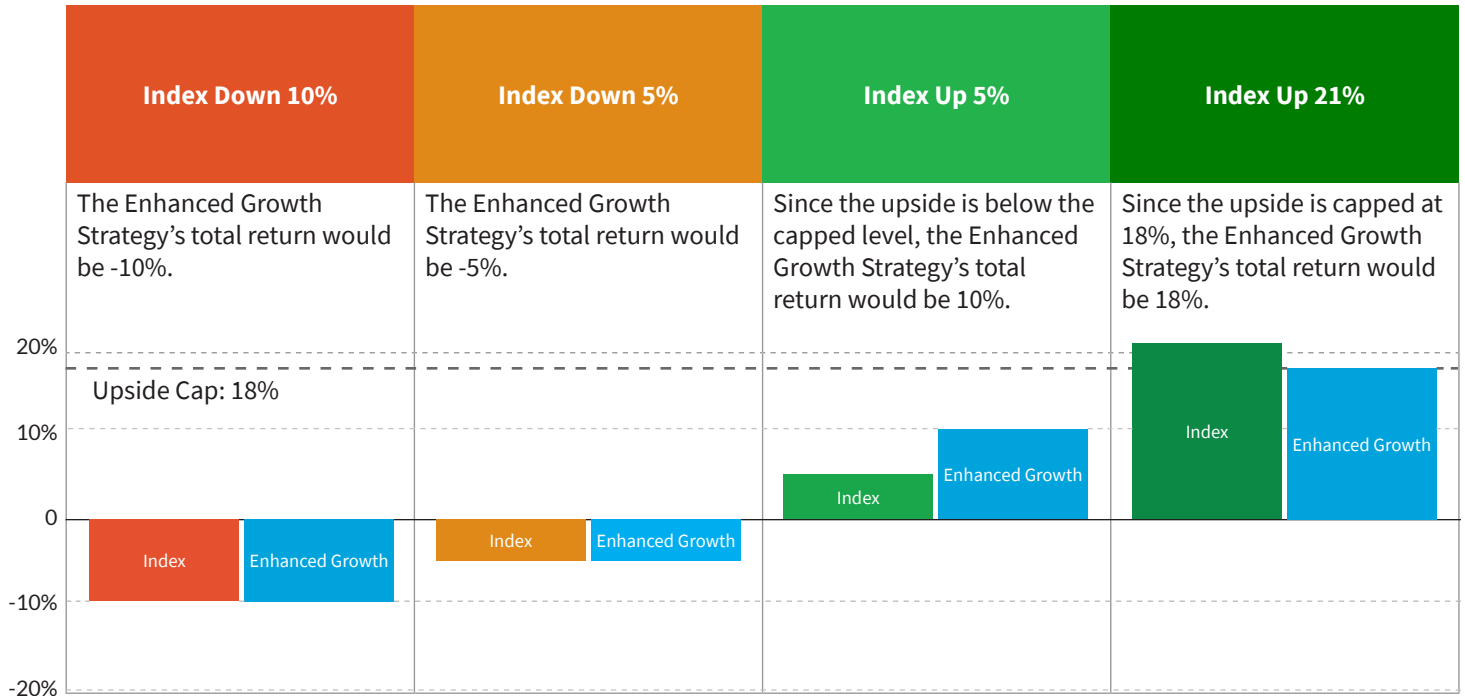 Index Down 10%
Index Down 5%
Index Up 5%
Index Up 21%
The Enhanced Growth
Strategy’s total return would
be -10%.
The Enhanced Growth
Strategy’s total return would
be -5%.
Since the upside is below the
capped level, the Enhanced
Growth Strategy’s total
return would be 10%.
Since the upside is capped at
18%, the Enhanced Growth
Strategy’s total return would
be 18%.
20%
Upside Cap: 18%
10%
0
-10%
-20%
Index
Enhanced Growth
Index
Enhanced Growth
Index
Enhanced Growth
Index
Enhanced Growth